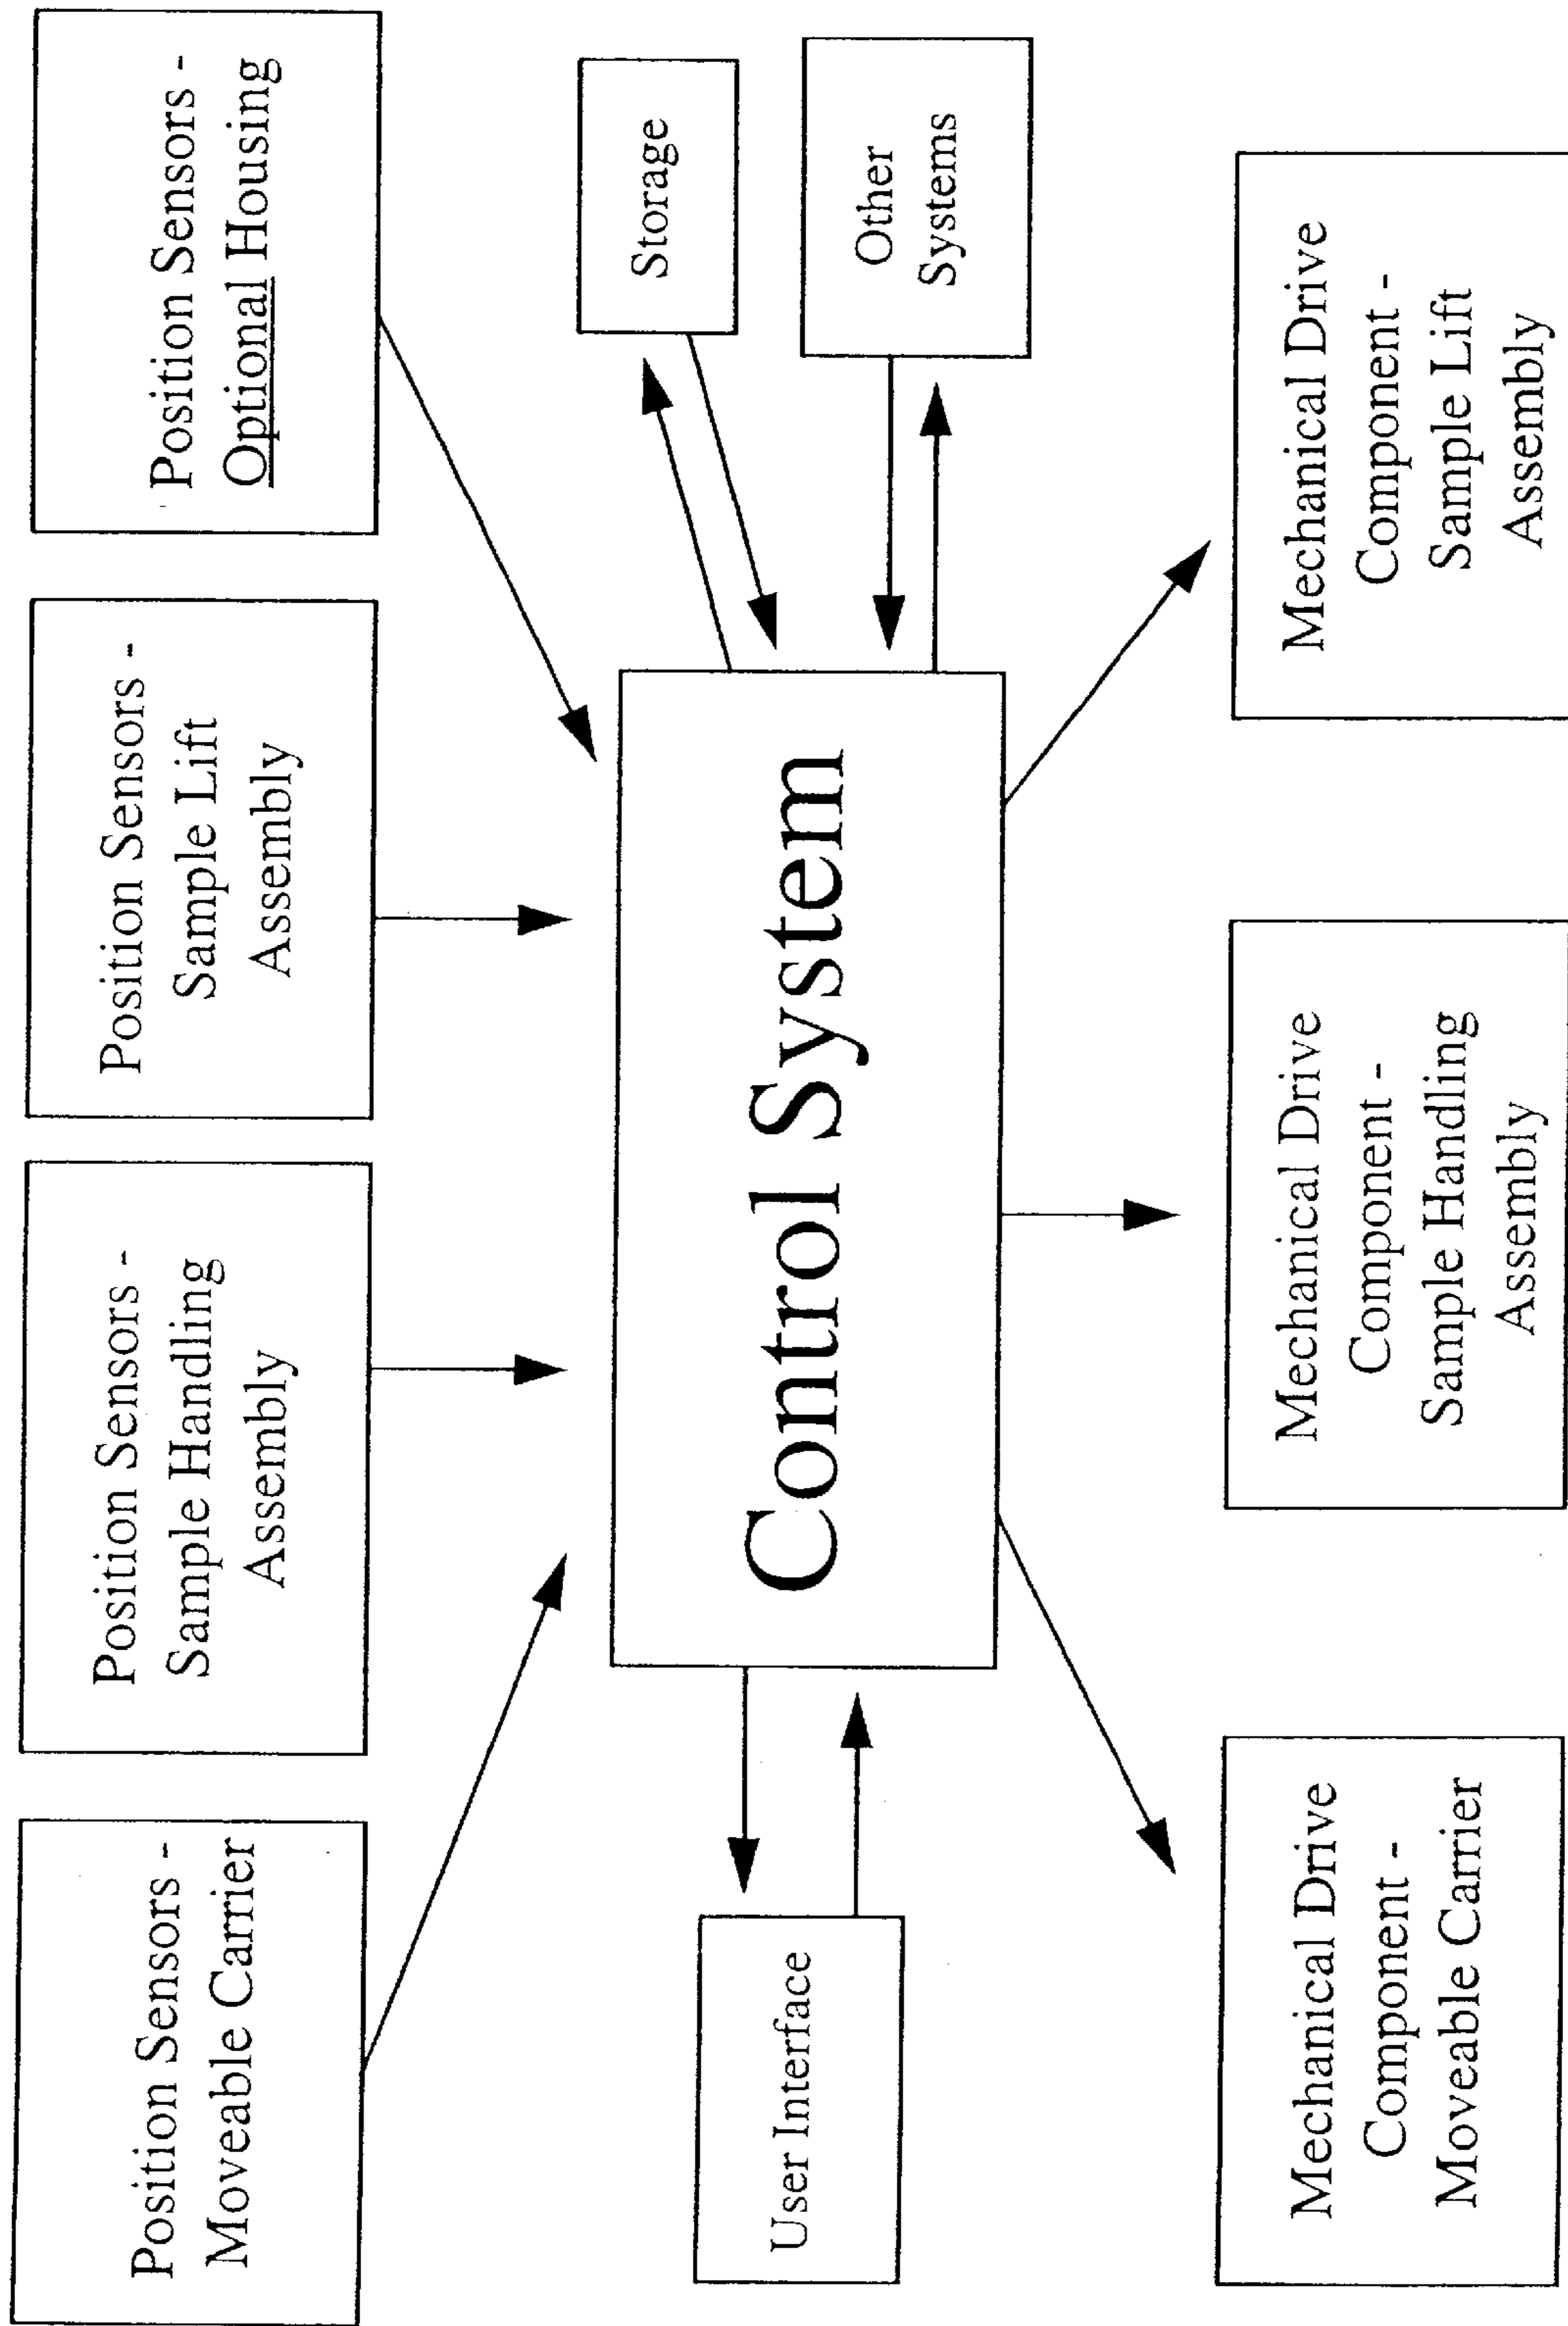 Position Sensors -
Moveable Carrier
Position Sensors -
Sample Handling
Assembly
Position Sensors -
Sample Lift
Assembly
Position Sensors -
Optional Housing
User Interface
Control System
Storage
Other
Systems
Mechanical Drive
Component -
Moveable Carrier
Mechanical Drive
Component -
Sample Handling
Assembly
Mechanical Drive
Component -
Sample Lift
Assembly